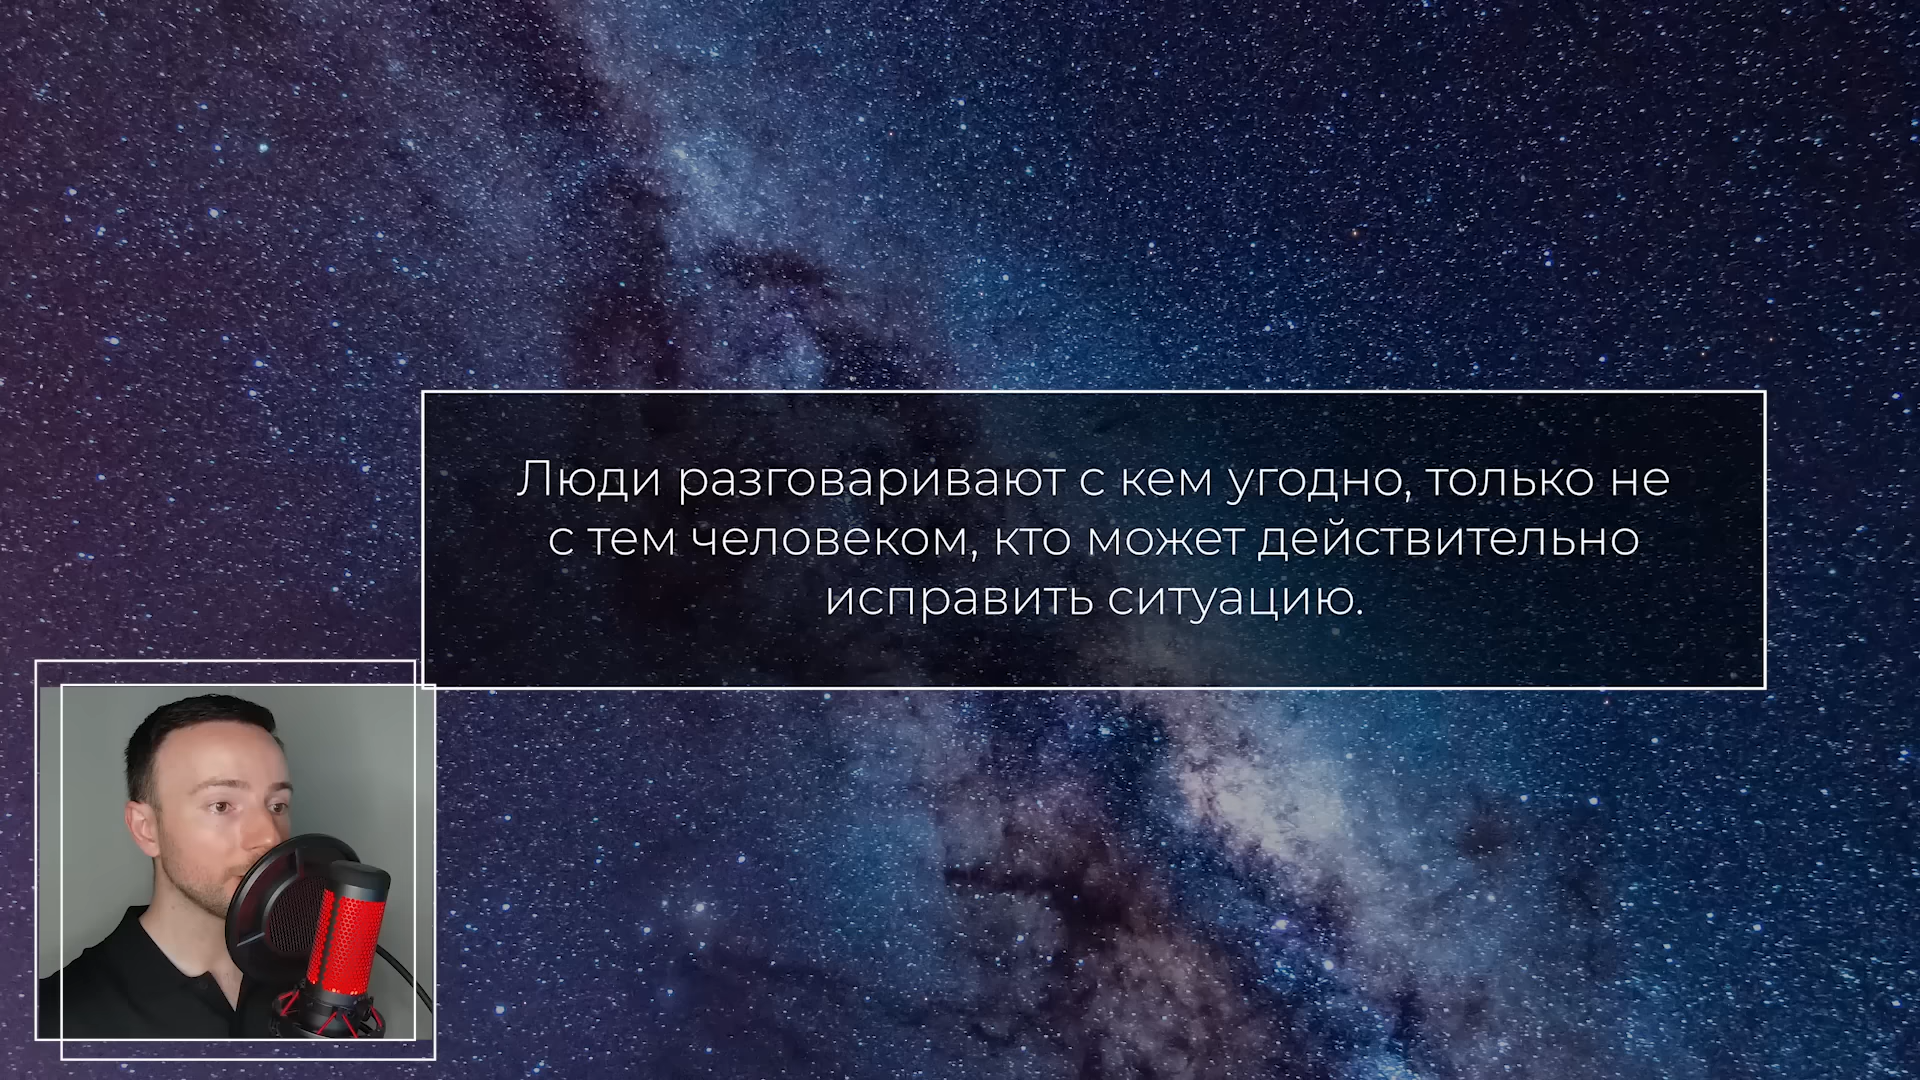 Люди разговаривают с кем угодно, только не
с тем человеком, кто может действительно
исправить ситуацию.